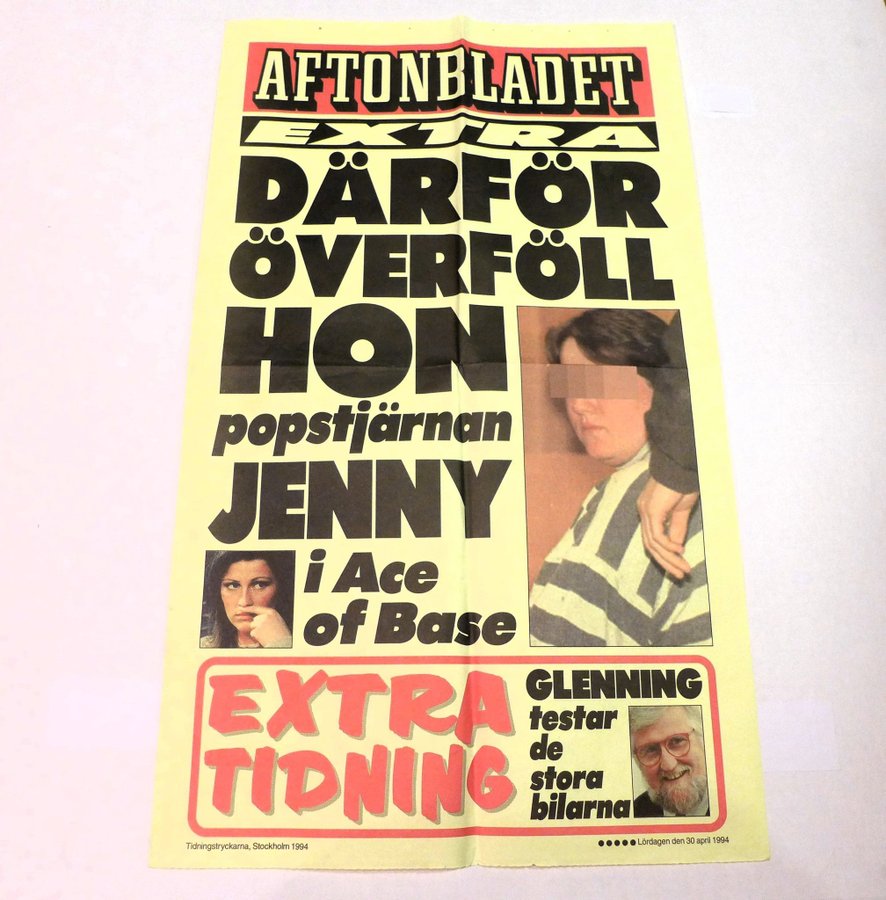 AFTONBLADET
EXTRA
DÄRFÖR
ÖVERFÖLL
HON
popstjärnan
JENNY
i Ace
of Base
EXTRA
TIDNING
GLENNING
testar
de
stora
bilarna
Tidningstryckarna, Stockholm 1994
●●●●● Lördagen den 30 april 1994